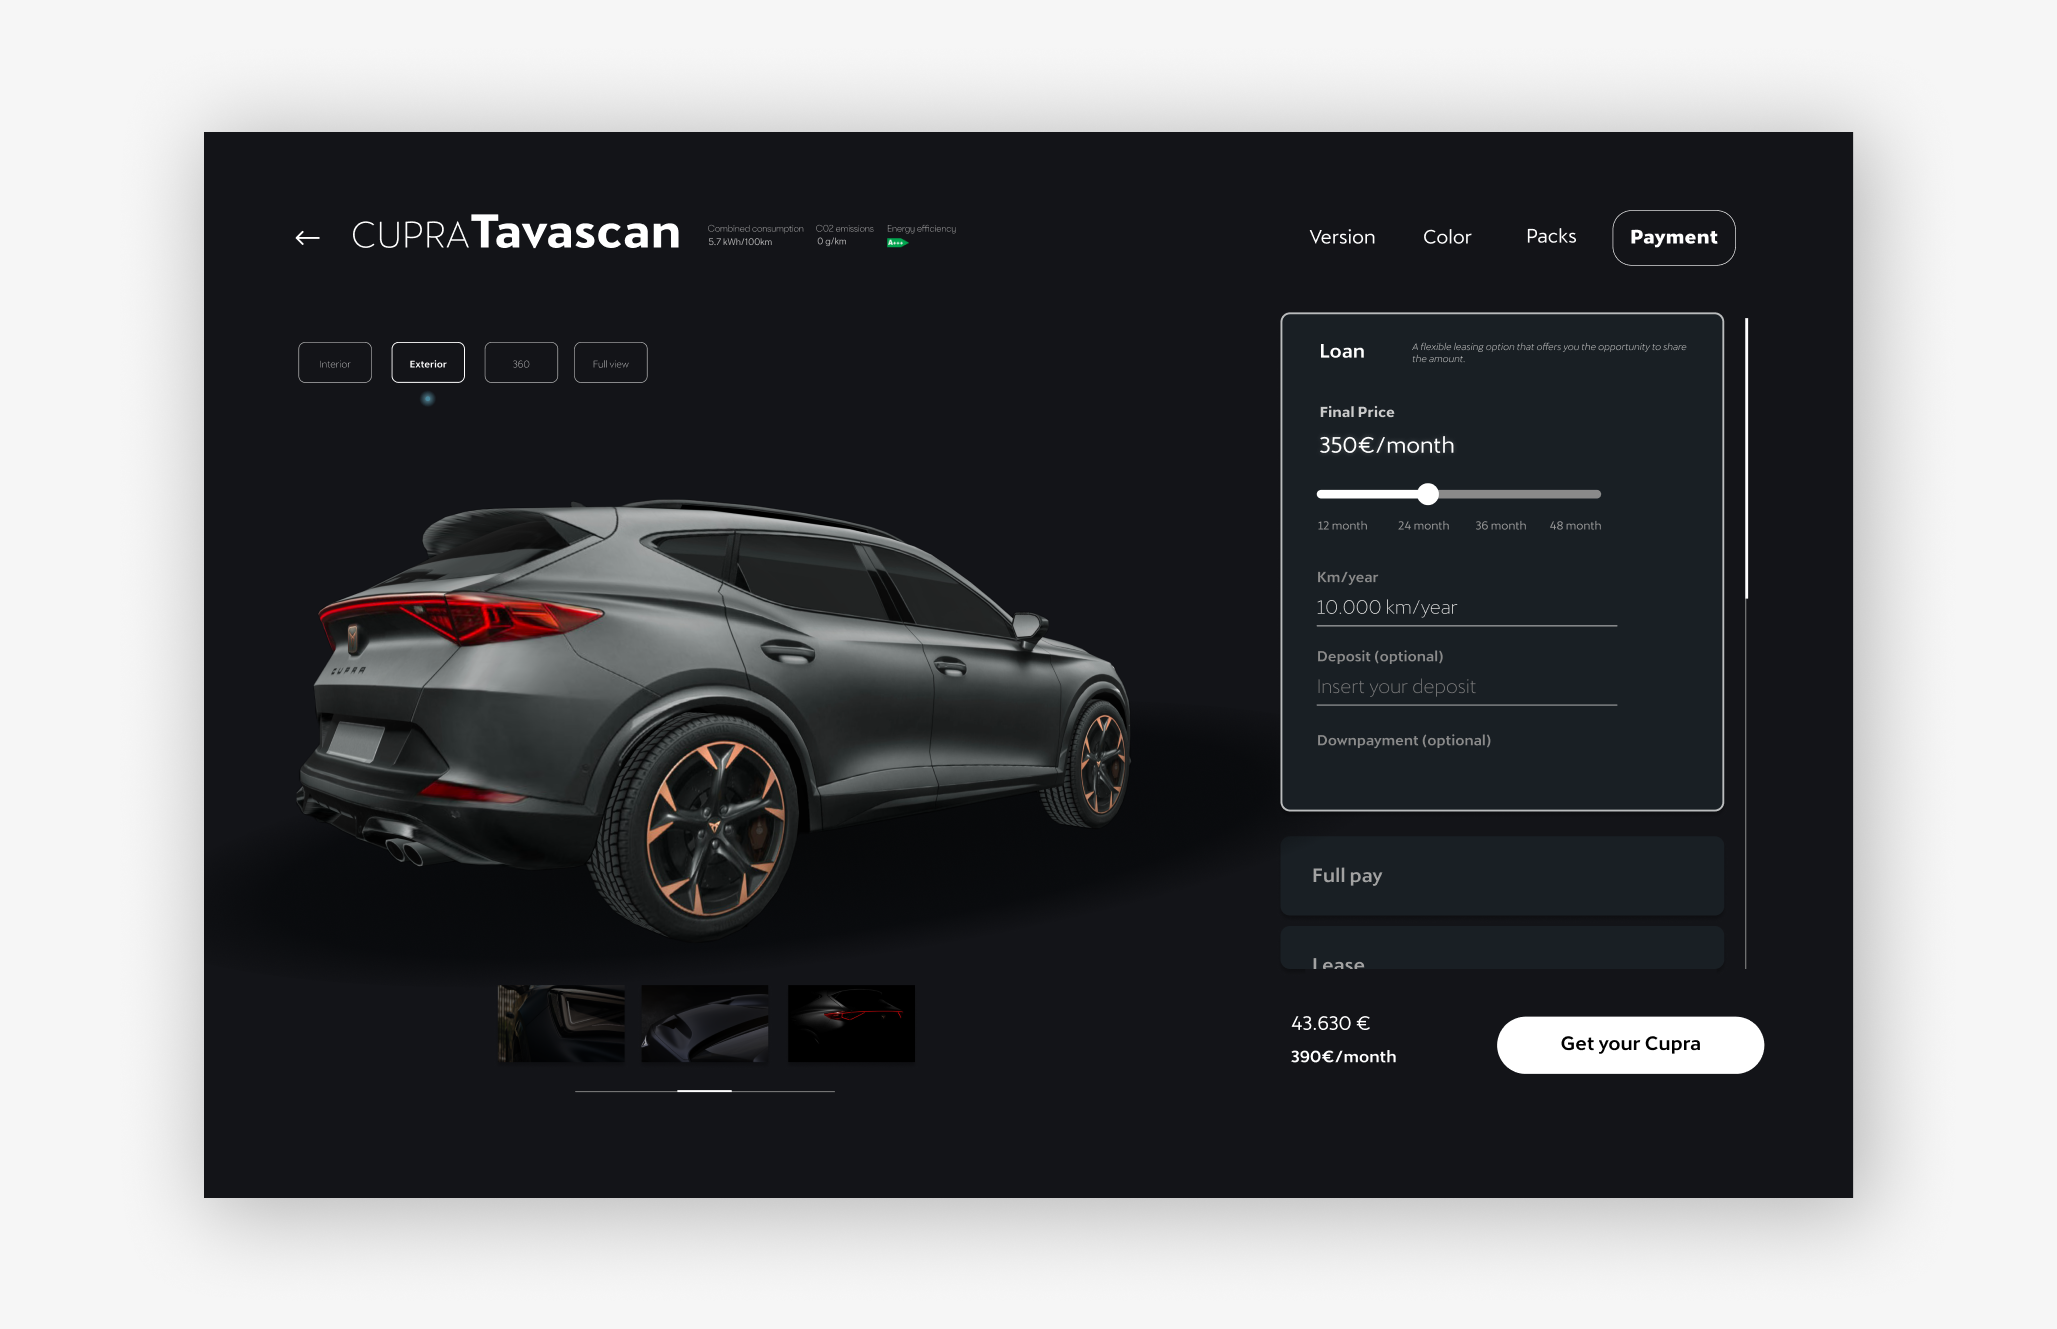 CUPRA Tavascan
Combined consumption
5.7 kWh/100km
CO2 emissions
0 g/km
Energy efficiency
A+++
Version
Color
Packs
Payment
Interior
Exterior
360
Full view
CUPRA
Loan
A flexible leasing option that offers you the opportunity to share
the amount.
Final Price
350€/month
12 month
24 month
36 month
48 month
Km/year
10.000 km/year
Deposit (optional)
Insert your deposit
Downpayment (optional)
Full pay
Lease
43.630 €
390€/month
Get your Cupra